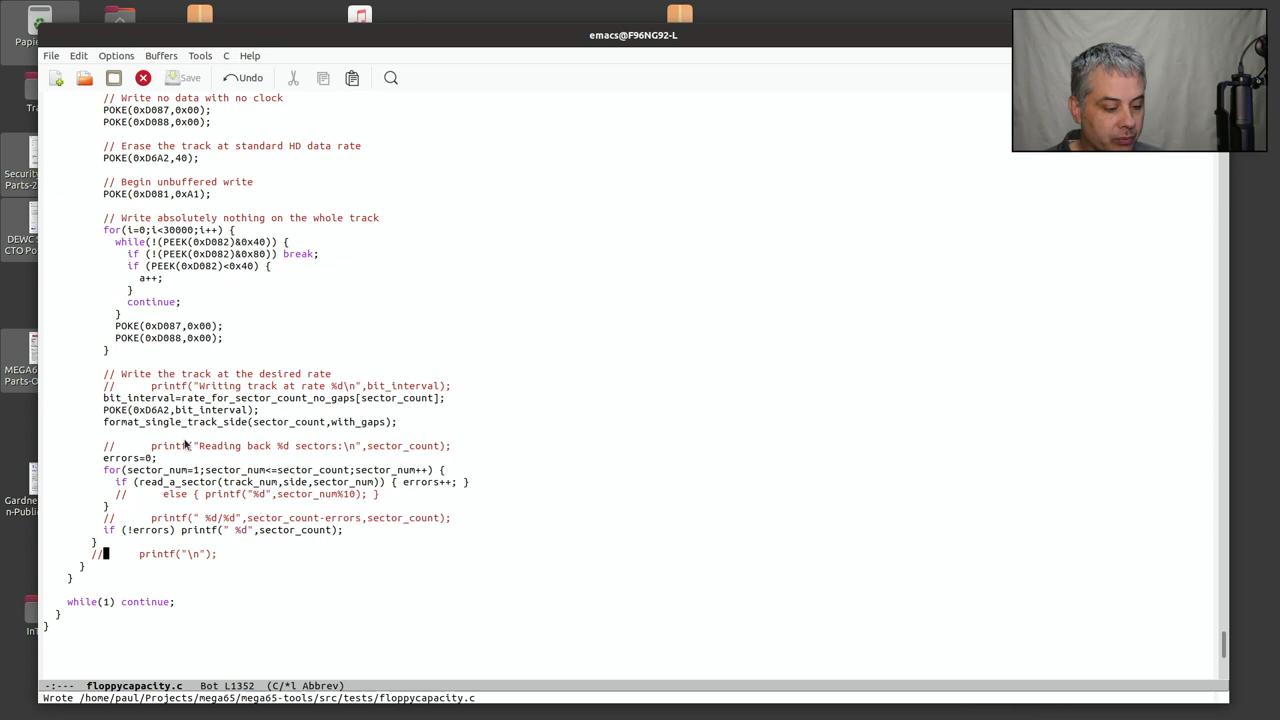 emacs@F96NG92-L
Papie
File Edit Options Buffers Tools C Help
Save Undo
Tra
Security
Parts-2
DEWC S
CTO Po
MEGA6
Parts-O
Gardne
n-Public
InT
// Write no data with no clock
POKE(0xD087,0x00);
POKE(0xD088,0x00);
// Erase the track at standard HD data rate
POKE(0xD6A2,40);
// Begin unbuffered write
POKE(0xD081,0xA1);
// Write absolutely nothing on the whole track
for(i=0;i<30000;i++) {
while(!(PEEK(0xD082)&0x40)) {
if (!(PEEK(0xD082)&0x80)) break;
if (PEEK(0xD082)<0x40) {
a++;
}
continue;
}
POKE(0xD087,0x00);
POKE(0xD088,0x00);
}
// Write the track at the desired rate
// printf("Writing track at rate %d\n",bit_interval);
bit_interval=rate_for_sector_count_no_gaps[sector_count];
POKE(0xD6A2,bit_interval);
format_single_track_side(sector_count,with_gaps);
// printf("Reading back %d sectors:\n",sector_count);
errors=0;
for(sector_num=1;sector_num<=sector_count;sector_num++) {
if (read_a_sector(track_num,side,sector_num)) { errors++; }
// else { printf("%d",sector_num%10); }
}
// printf(" %d/%d",sector_count-errors,sector_count);
if (!errors) printf(" %d",sector_count);
}
// printf("\n");
}
}
while(1) continue;
}
}
-:--- floppycapacity.c Bot L1352 (C/*l Abbrev)
Wrote /home/paul/Projects/mega65/mega65-tools/src/tests/floppycapacity.c